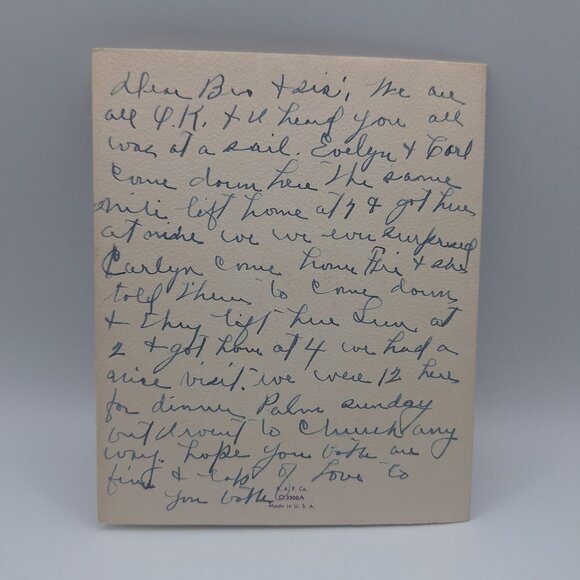 Dear Bro + sis, We are
all O.K. + I heard you all
was at a sail. Evelyn + Carl
come down here the same
nite left home at 7 + got here
at nine we we ever surprised
Carlyn come home Fri + she
told them to come down
+ they left here Sun at
2 + got home at 4 we had a
nice visit. we were 12 here
for dinner Palm sunday
but I went to Church any
way. hope you both are
fine + lots of Love to
you both
R. A. P. Co.
O 1106A
Made in U. S. A.